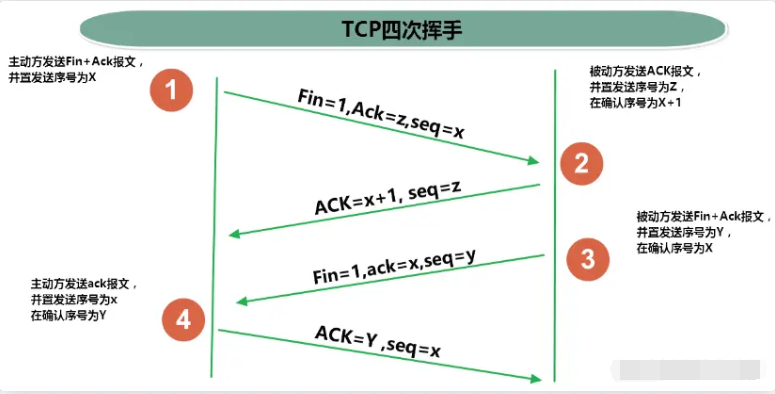 TCP四次挥手
主动方发送Fin+Ack报文，
并置发送序号为X
1
被动方发送ACK报文，
并置发送序号为Z，
在确认序号为X+1
Fin=1,Ack=z,seq=x
2
ACK=x+1, seq=z
被动方发送Fin+Ack报文，
并置发送序号为Y，
在确认序号为X
3
Fin=1,ack=x,seq=y
主动方发送ack报文，
并置发送序号为x
在确认序号为Y
4
ACK=Y ,seq=x